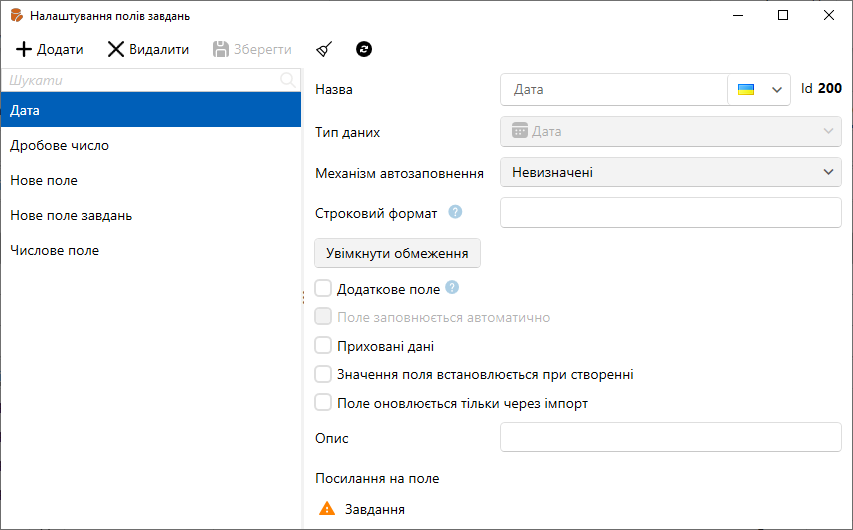 Налаштування полів завдань
Додати Видалити Зберегти
Шукати
Дата
Дробове число
Нове поле
Нове поле завдань
Числове поле
Назва Дата Id 200
Тип даних Дата
Механізм автозаповнення Невизначені
Строковий формат ?
Увімкнути обмеження
Додаткове поле ?
Поле заповнюється автоматично
Приховані дані
Значення поля встановлюється при створенні
Поле оновлюється тільки через імпорт
Опис
Посилання на поле
Завдання